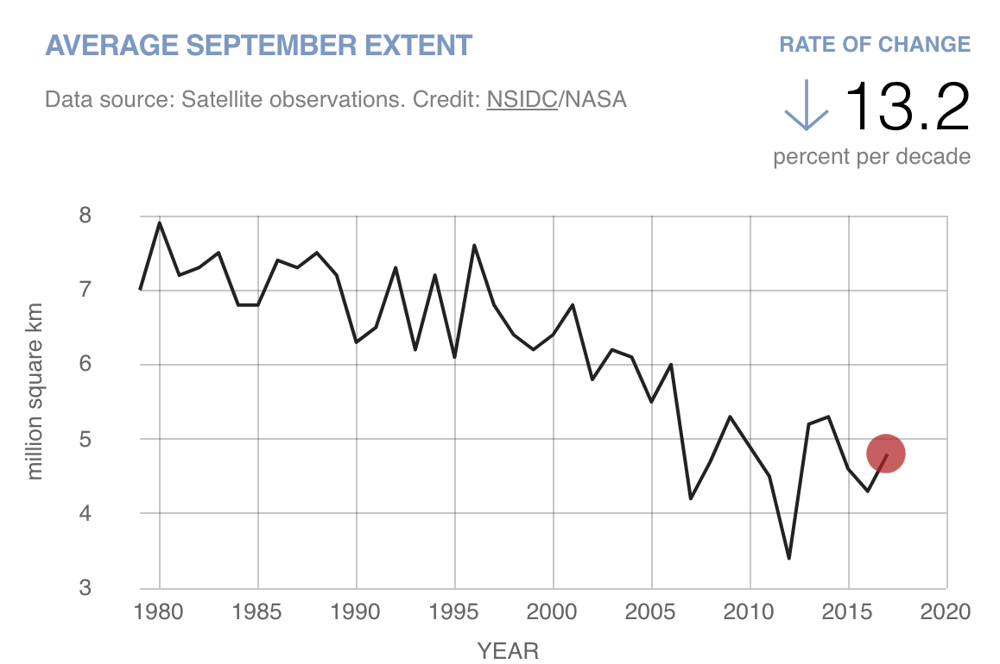 AVERAGE SEPTEMBER EXTENT
Data source: Satellite observations. Credit: NSIDC/NASA
RATE OF CHANGE
13.2
percent per decade
8
7
6
5
4
3
million square km
1980 1985 1990 1995 2000 2005 2010 2015 2020
YEAR